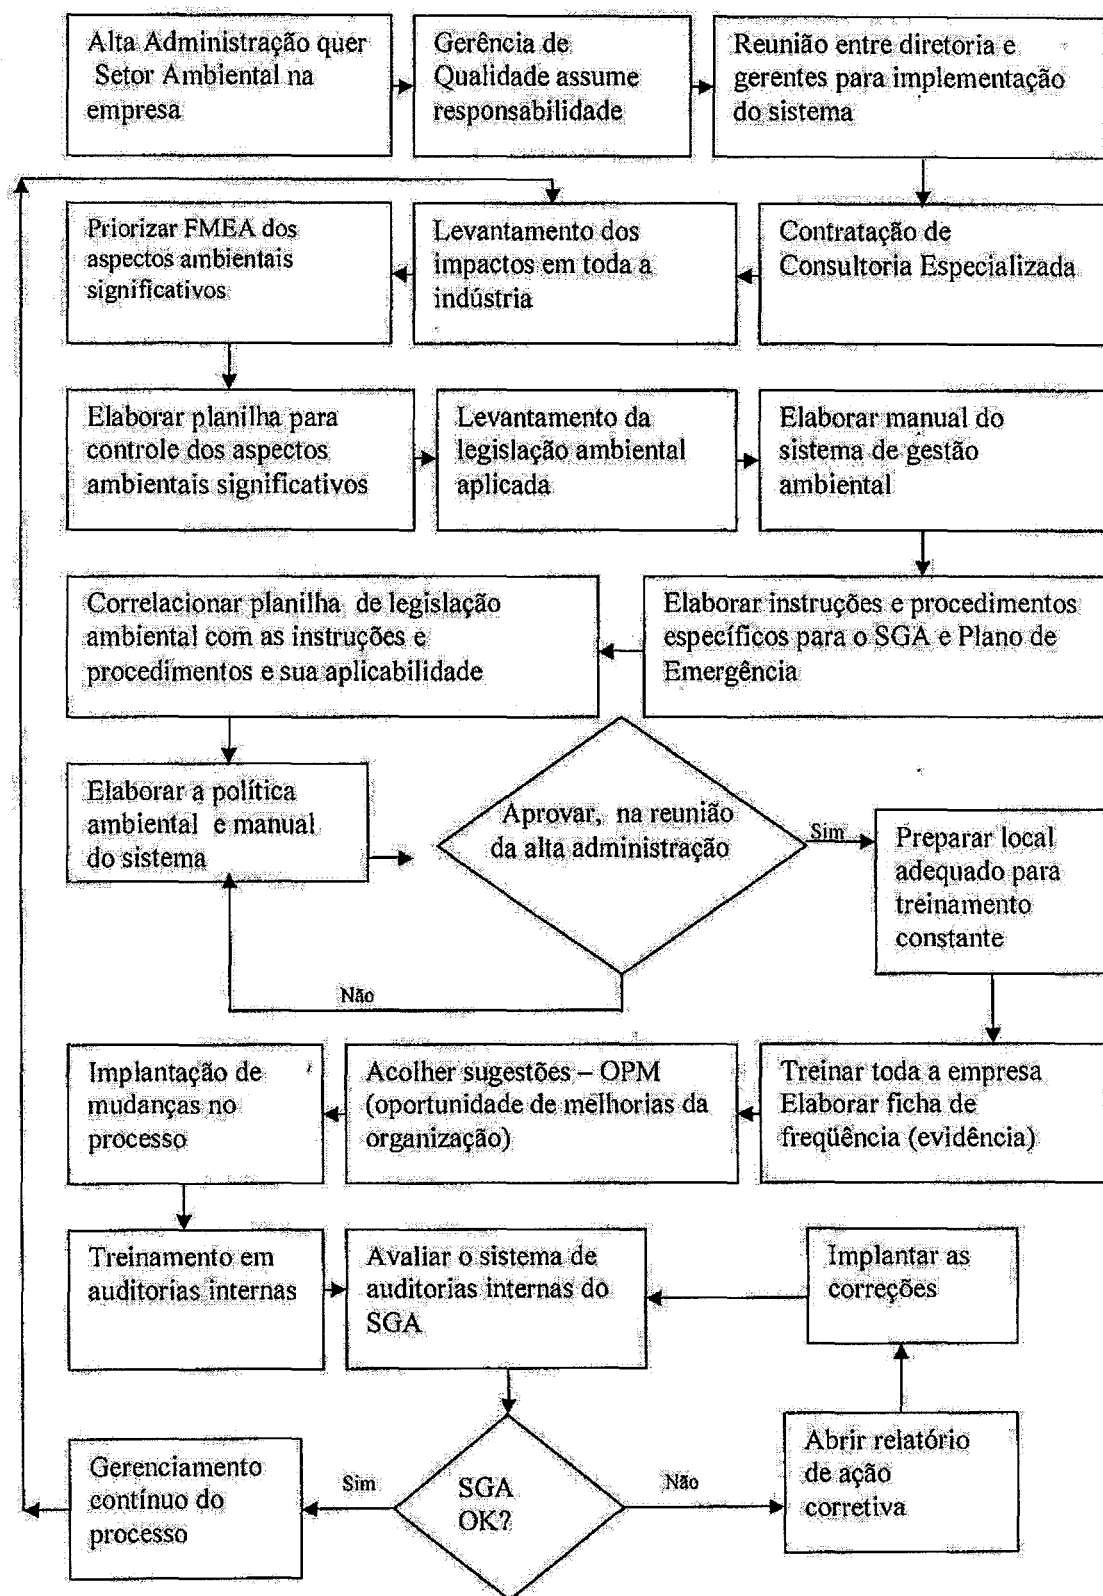 Alta Administração quer
Setor Ambiental na
empresa
Gerência de
Qualidade assume
responsabilidade
Reunião entre diretoria e
gerentes para implementação
do sistema
Priorizar FMEA dos
aspectos ambientais
significativos
Levantamento dos
impactos em toda a
indústria
Contratação de
Consultoria Especializada
Elaborar planilha para
controle dos aspectos
ambientais significativos
Levantamento da
legislação ambiental
aplicada
Elaborar manual do
sistema de gestão
ambiental
Correlacionar planilha de legislação
ambiental com as instruções e
procedimentos e sua aplicabilidade
Elaborar instruções e procedimentos
específicos para o SGA e Plano de
Emergência
Elaborar a política
ambiental e manual
do sistema
Aprovar, na reunião
da alta administração
Sim
Preparar local
adequado para
treinamento
constante
Não
Implantação de
mudanças no
processo
Acolher sugestões – OPM
(oportunidade de melhorias da
organização)
Treinar toda a empresa
Elaborar ficha de
freqüência (evidência)
Treinamento em
auditorias internas
Avaliar o sistema de
auditorias internas do
SGA
Implantar as
correções
Gerenciamento
contínuo do
processo
Sim
SGA
OK?
Não
Abrir relatório
de ação
corretiva